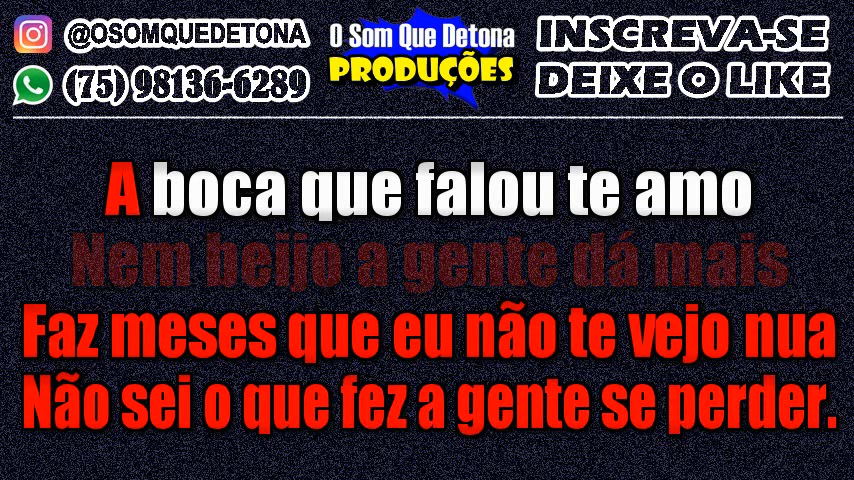 @OSOMQUEDETONA
(75) 98136-6289
O Som Que Detona
PRODUÇÕES
INSCREVA-SE
DEIXE O LIKE
A boca que falou te amo
Nem beijo a gente dá mais
Faz meses que eu não te vejo nua
Não sei o que fez a gente se perder.